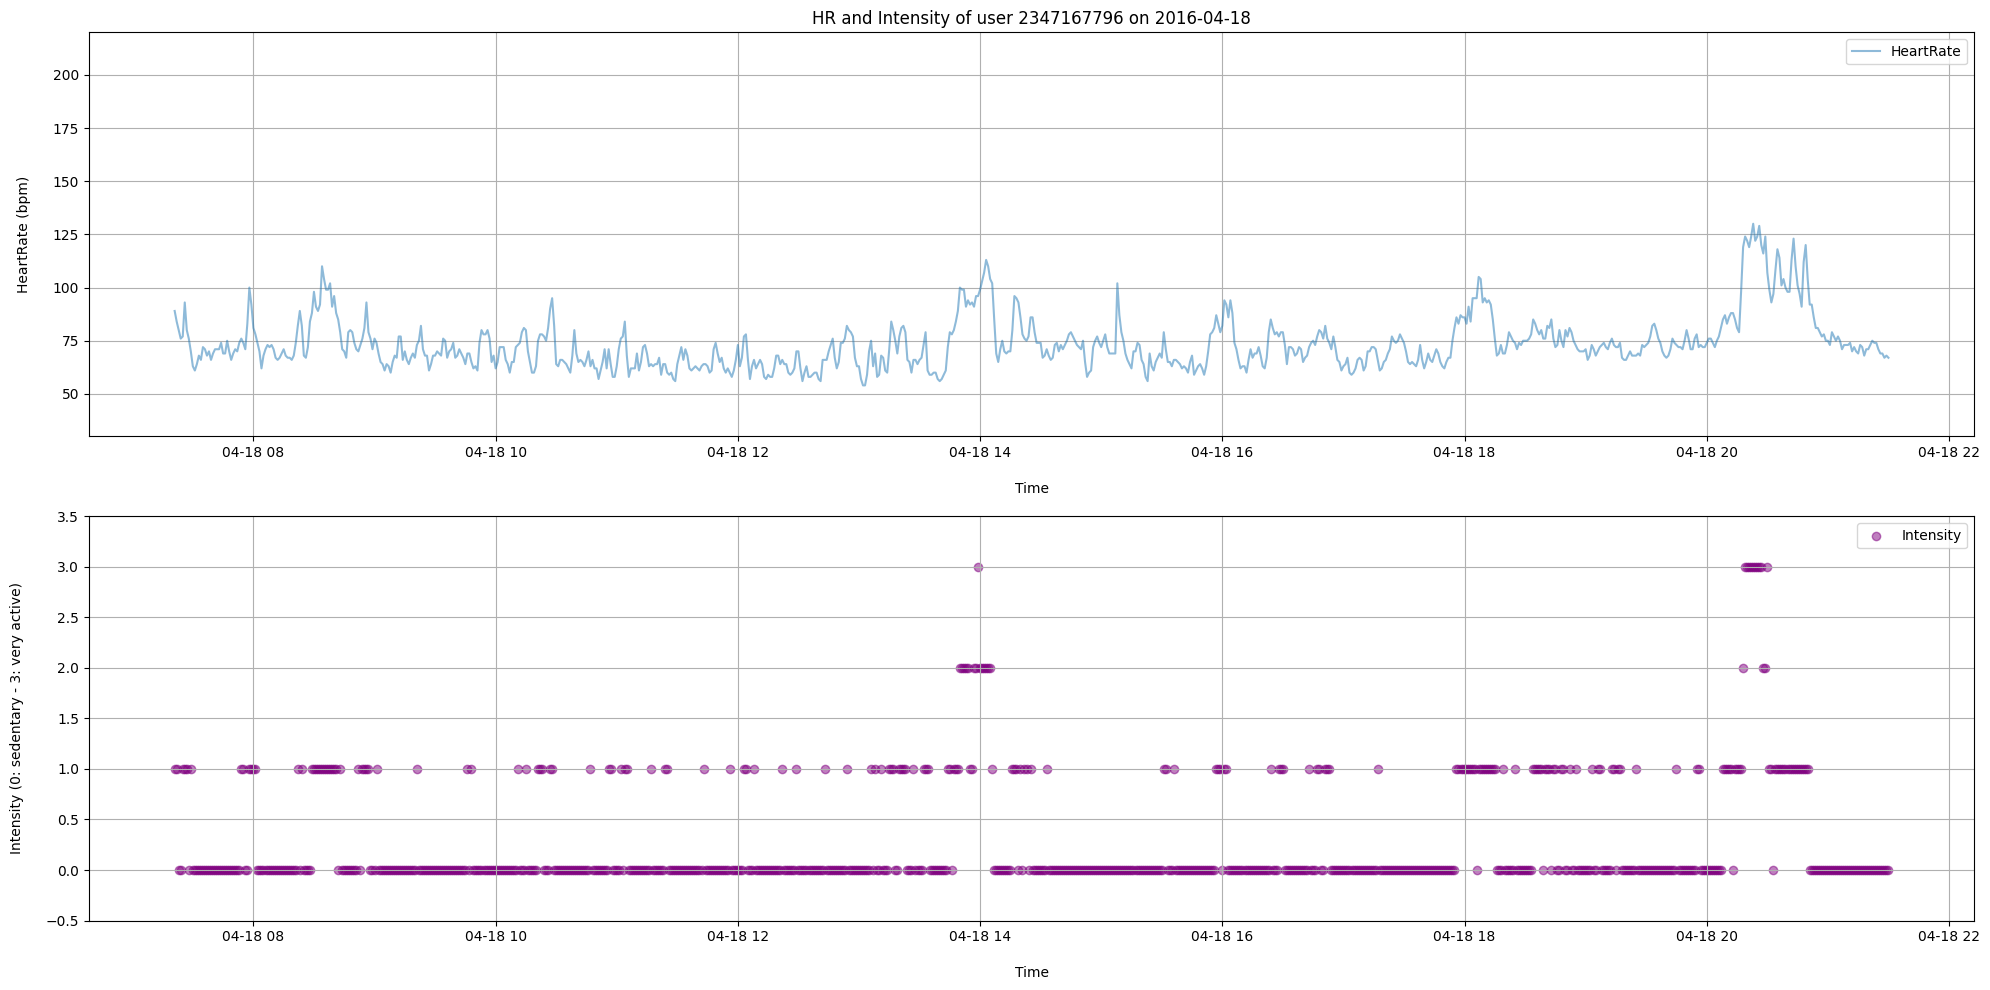 HR and Intensity of user 2347167796 on 2016-04-18
HeartRate
200
175
150
125
100
75
50
HeartRate (bpm)
04-18 08 04-18 10 04-18 12 04-18 14 04-18 16 04-18 18 04-18 20 04-18 22
Time
Intensity
3.5
3.0
2.5
2.0
1.5
1.0
0.5
0.0
−0.5
Intensity (0: sedentary - 3: very active)
04-18 08 04-18 10 04-18 12 04-18 14 04-18 16 04-18 18 04-18 20 04-18 22
Time